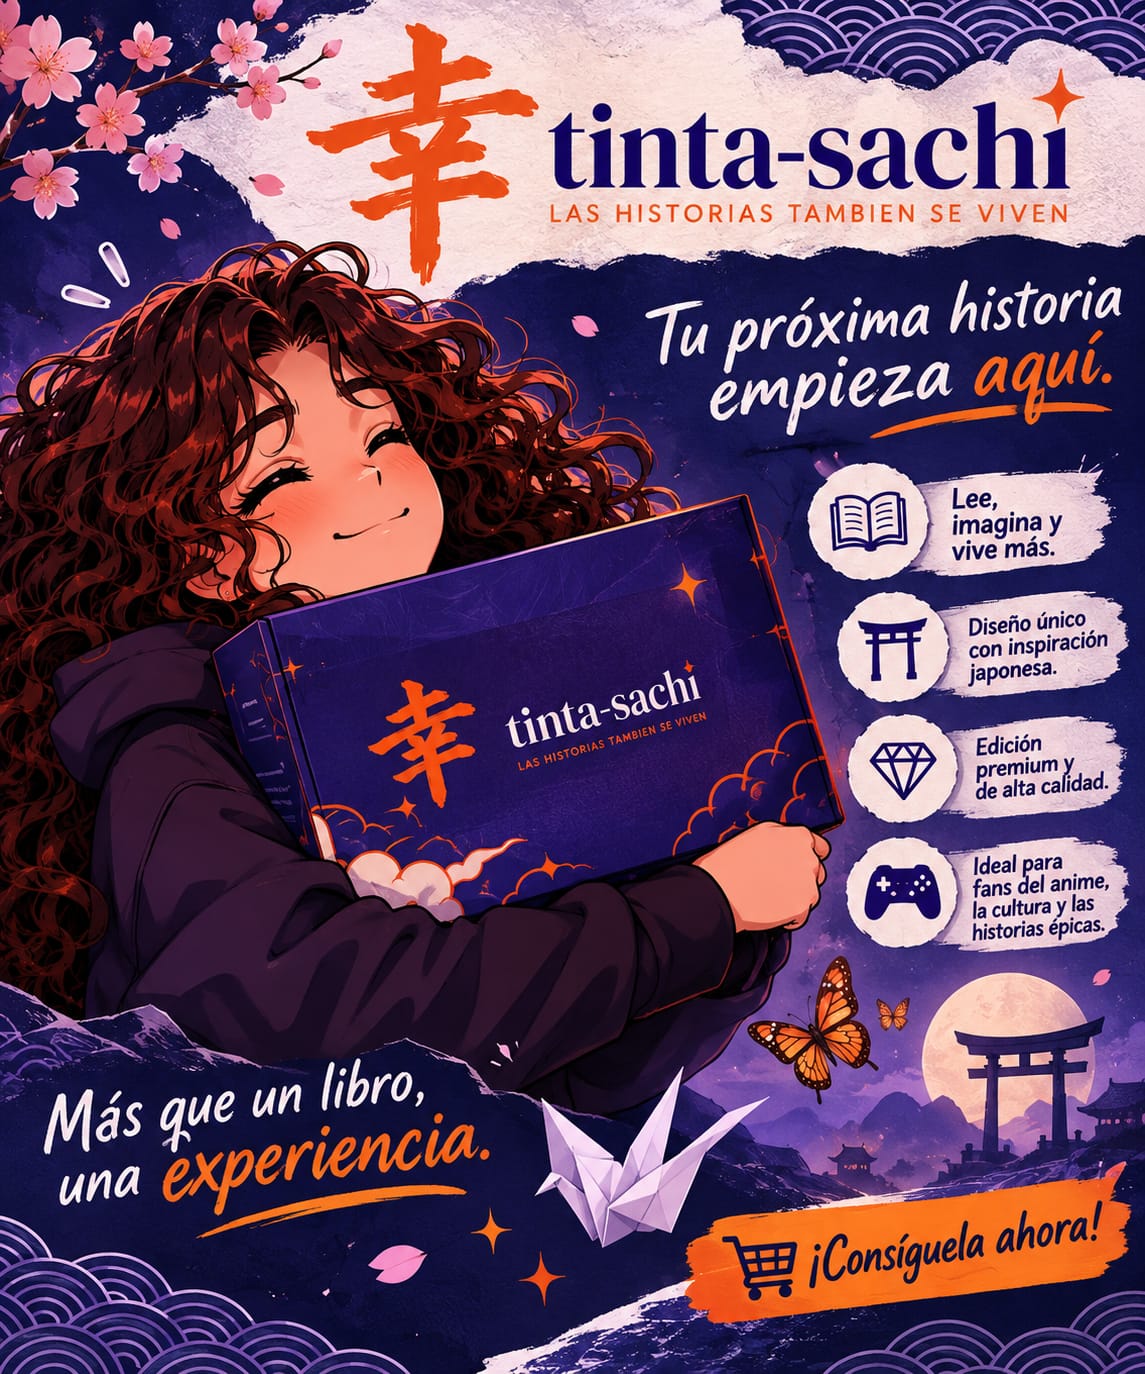 幸
tinta-sachi
LAS HISTORIAS TAMBIEN SE VIVEN
Tu próxima historia
empieza aquí.
Lee,
imagina y
vive más.
Diseño único
con inspiración
japonesa.
Edición
premium y
de alta calidad.
Ideal para
fans del anime,
la cultura y las
historias épicas.
幸
tinta-sachi
LAS HISTORIAS TAMBIEN SE VIVEN
Más que un libro,
una experiencia.
¡Consíguela ahora!